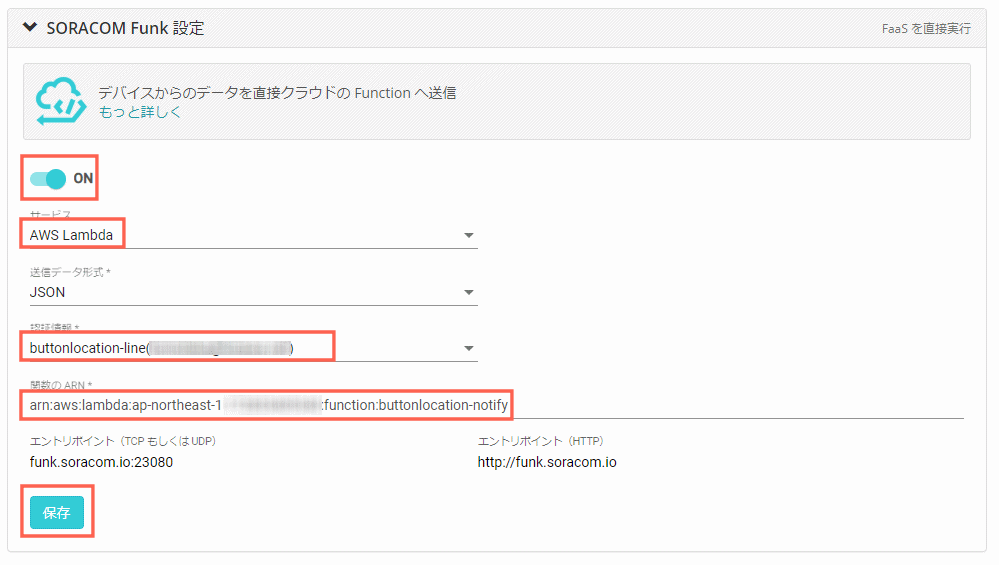 SORACOM Funk 設定
FaaS を直接実行
デバイスからのデータを直接クラウドの Function へ送信
もっと詳しく
ON
サービス
AWS Lambda
送信データ形式 *
JSON
認証情報 *
buttonlocation-line( )
関数の ARN *
arn:aws:lambda:ap-northeast-1 :function:buttonlocation-notify
エントリポイント（TCP もしくは UDP）
funk.soracom.io:23080
エントリポイント（HTTP）
http://funk.soracom.io
保存